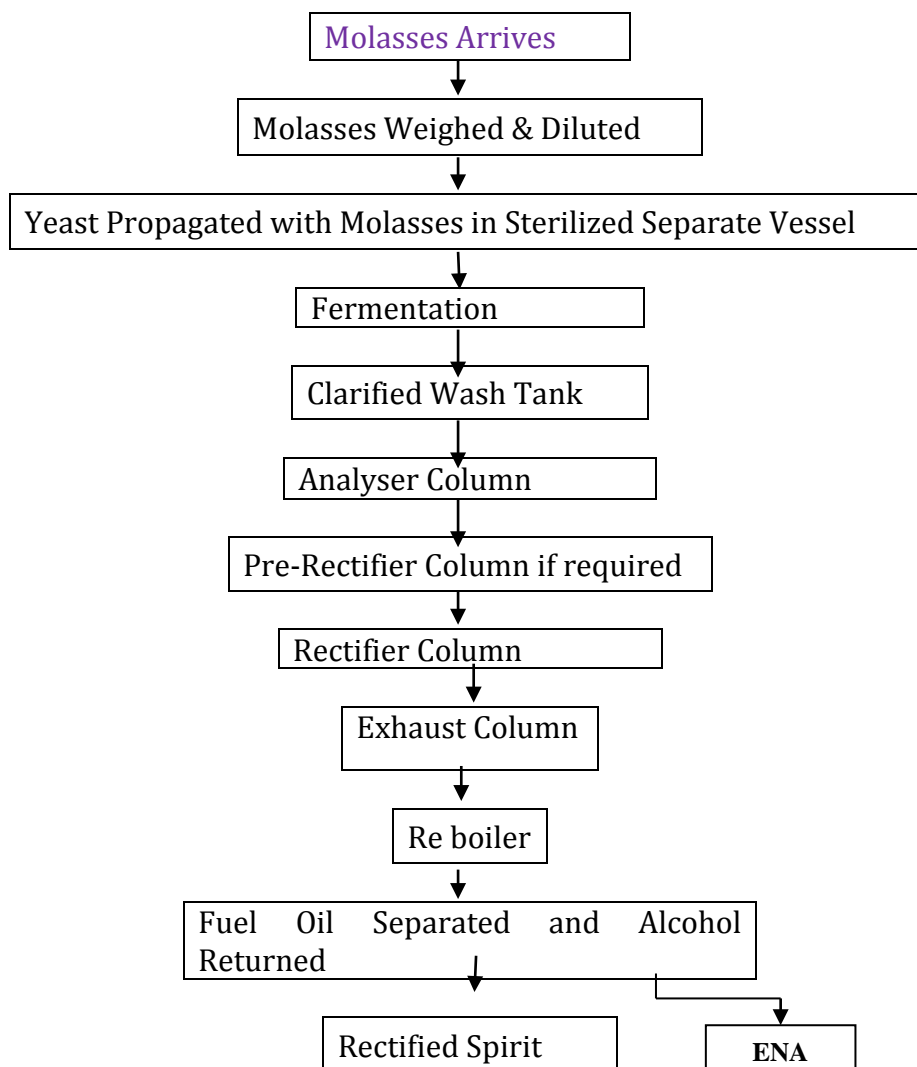 Molasses Arrives
Molasses Weighed & Diluted
Yeast Propagated with Molasses in Sterilized Separate Vessel
Fermentation
Clarified Wash Tank
Analyser Column
Pre-Rectifier Column if required
Rectifier Column
Exhaust Column
Re boiler
Fuel Oil Separated and Alcohol
Returned
Rectified Spirit
ENA